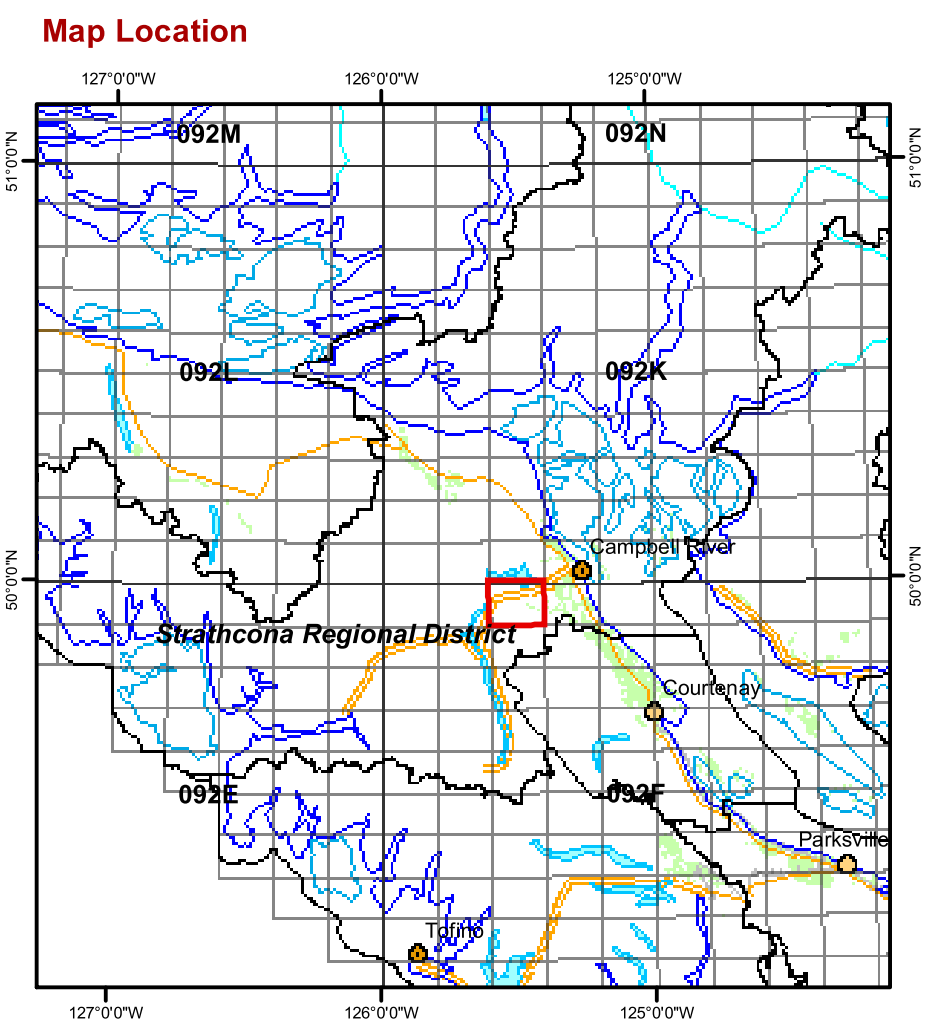 Map Location
127°0'0"W 126°0'0"W 125°0'0"W
092M 092N
51°0'0"N 51°0'0"N
092L 092K
Campbell River
50°0'0"N 50°0'0"N
Strathcona Regional District
Courtenay
092E 092F
Parksville
Tofino
127°0'0"W 126°0'0"W 125°0'0"W